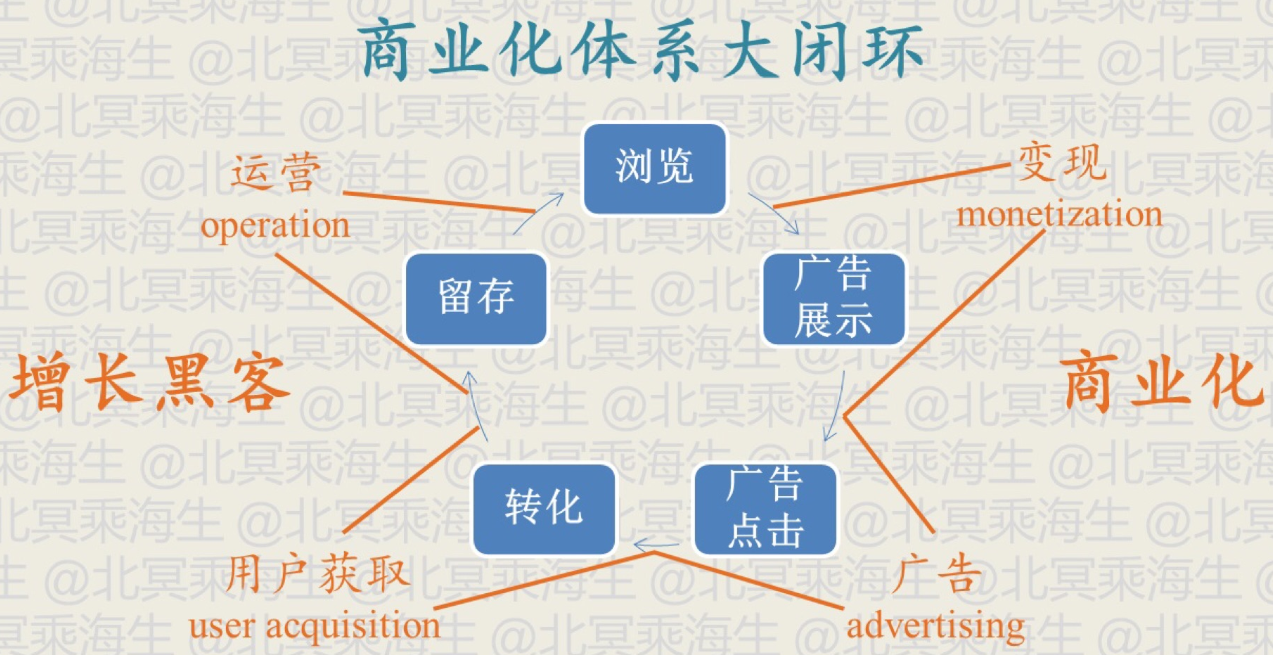 商业化体系大闭环
浏览
运营
operation
变现
monetization
留存
广告
展示
增长黑客
商业化
转化
广告
点击
用户获取
user acquisition
广告
advertising
@北冥乘海生